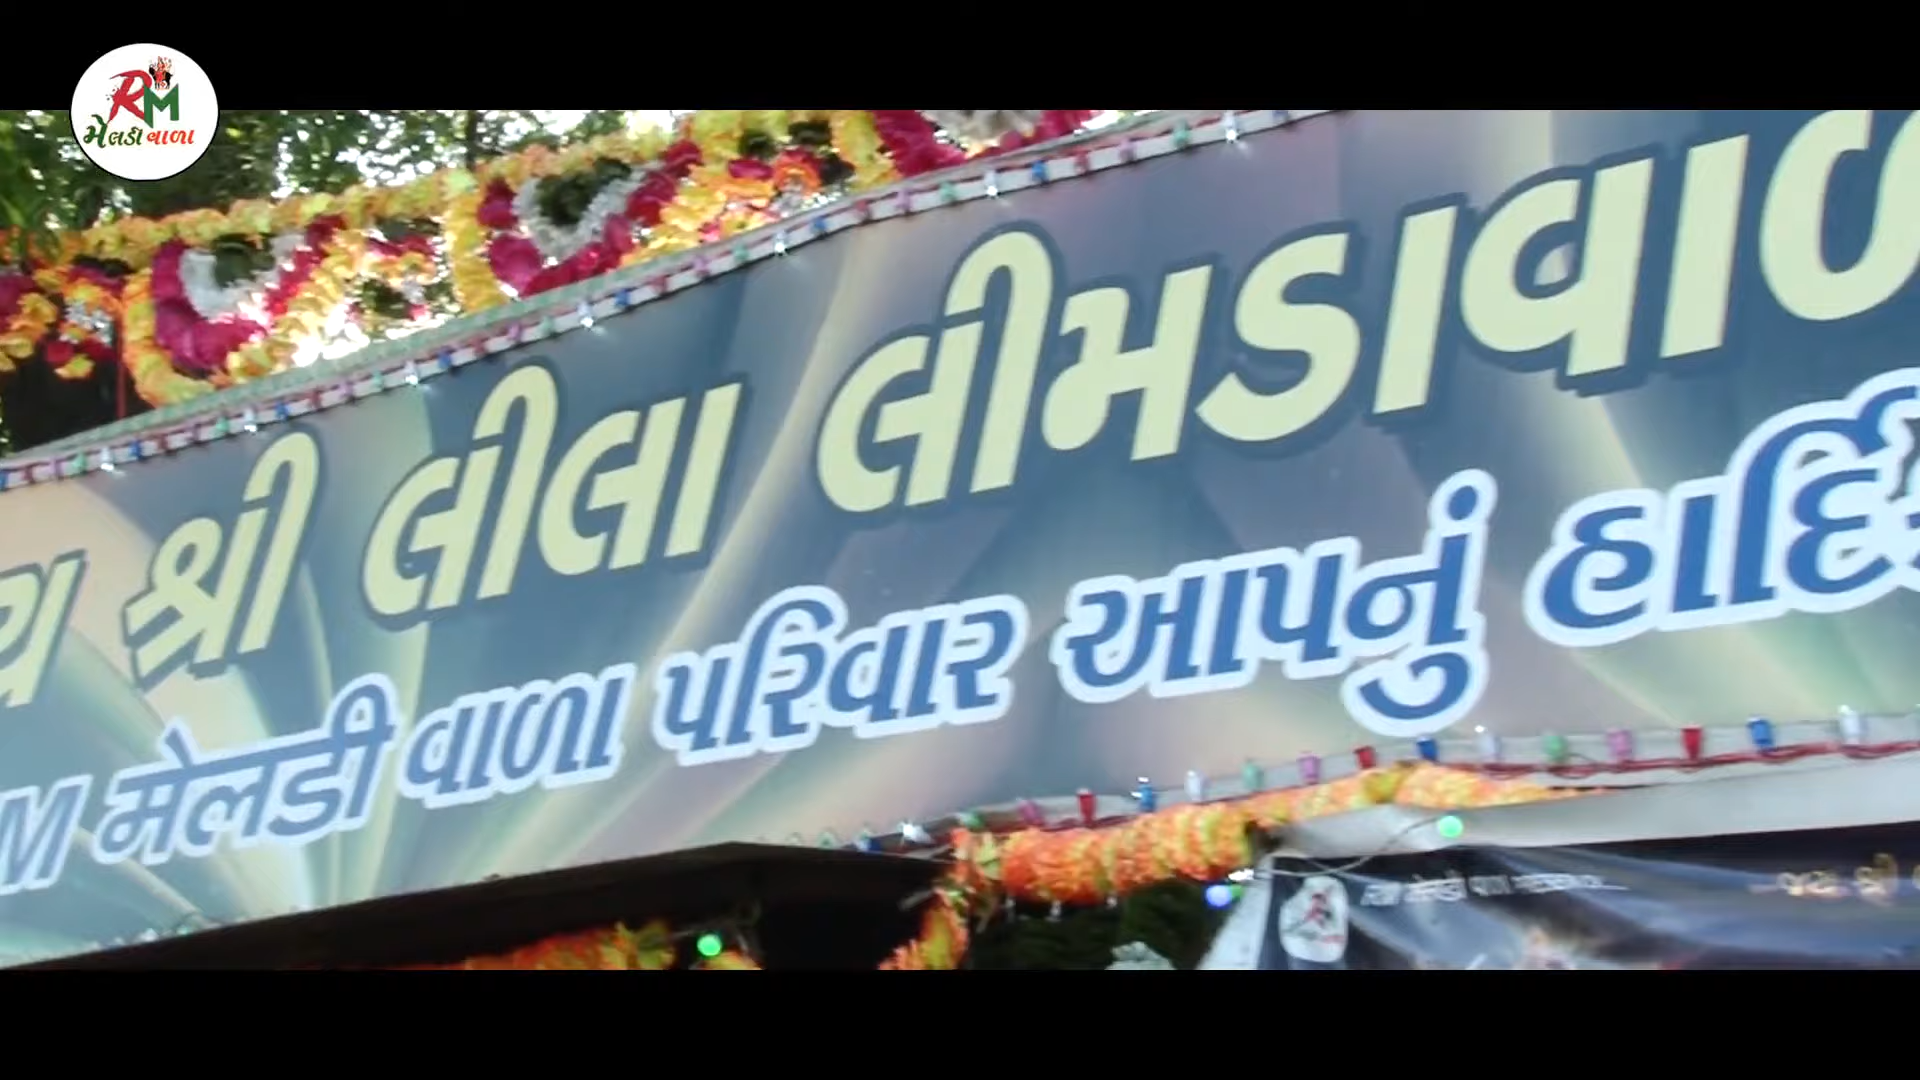 RM
મેલડી વાળા
શ્રી લીલા લીમડાવાળ
M મેલડી વાળા પરિવાર આપનું હાર્દિ